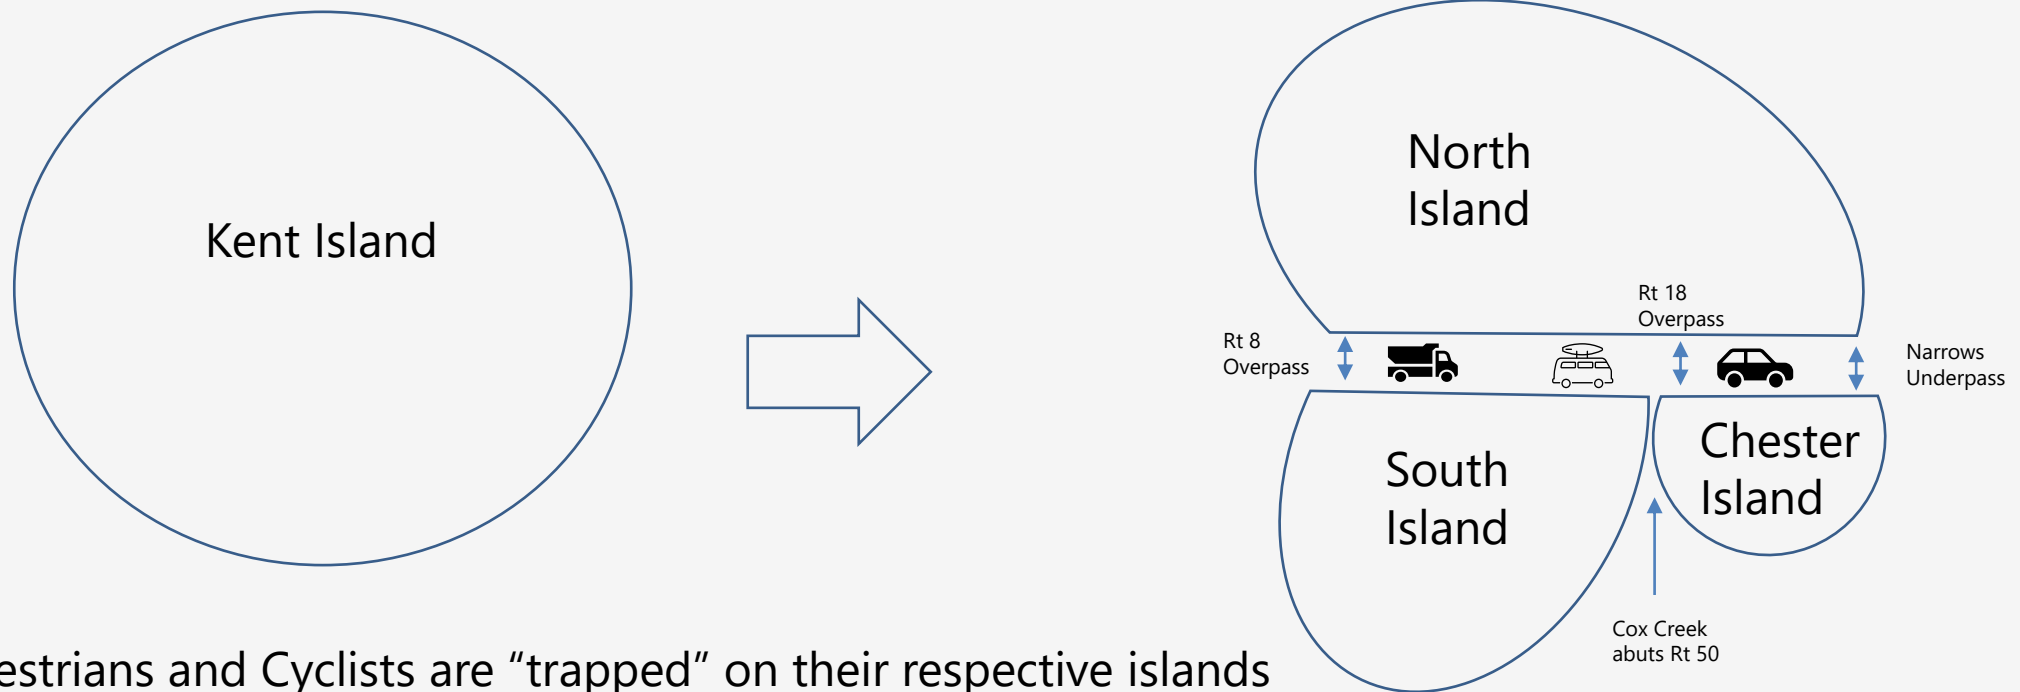 Kent Island
North
Island
Rt 18
Overpass
Rt 8
Overpass
Narrows
Underpass
South
Island
Chester
Island
Cox Creek
abuts Rt 50
estrians and Cyclists are “trapped” on their respective islands